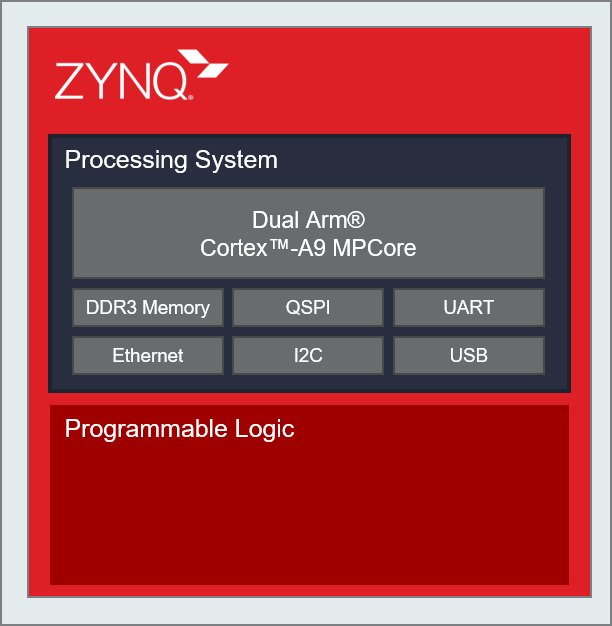 ZYNQ®
Processing System
Dual Arm®
Cortex™-A9 MPCore
DDR3 Memory
QSPI
UART
Ethernet
I2C
USB
Programmable Logic